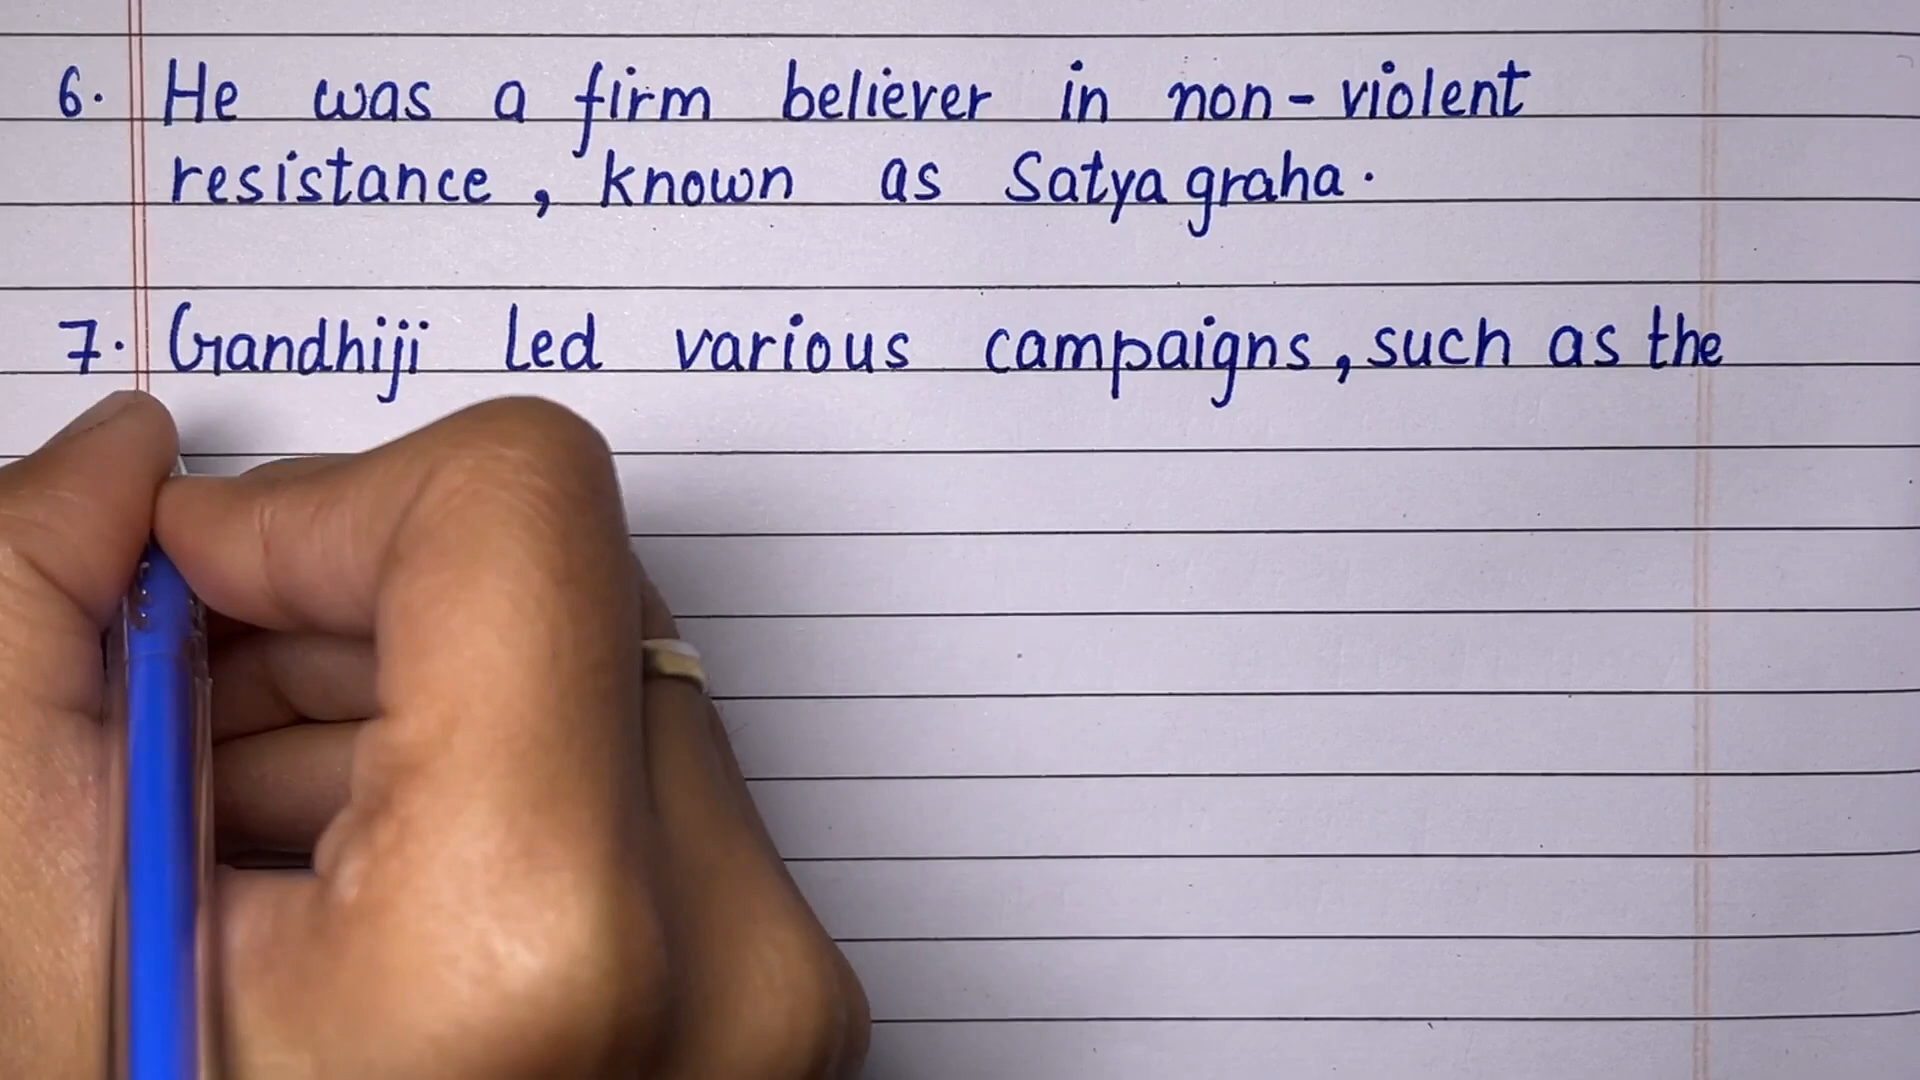 6. He was a firm believer in non-violent
resistance, known as Satyagraha.
7. Gandhiji led various campaigns, such as the